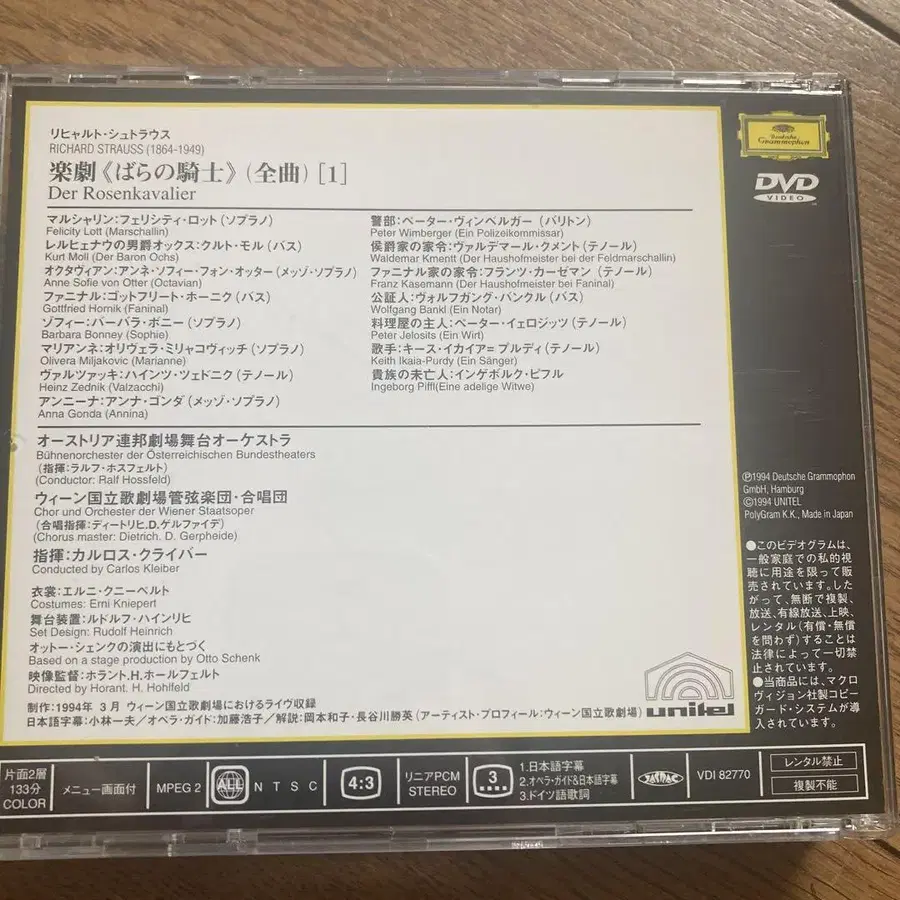 リヒャルト・シュトラウス
RICHARD STRAUSS (1864-1949)
楽劇《ばらの騎士》(全曲) [1]
Der Rosenkavalier
マルシャリン:フェリシティ・ロット (ソプラノ)
Felicity Lott (Marschallin)
レルヒェナウの男爵オックス:クルト・モル (バス)
Kurt Moll (Der Baron Ochs)
オクタヴィアン:アンネ・ソフィー・フォン・オッター (メッゾ・ソプラノ)
Anne Sofie von Otter (Octavian)
ファニナル:ゴットフリート・ホーニク (バス)
Gottfried Hornik (Faninal)
ゾフィー:バーバラ・ボニー (ソプラノ)
Barbara Bonney (Sophie)
マリアンネ:オリヴェラ・ミリャコヴィッチ (ソプラノ)
Olivera Miljakovic (Marianne)
ヴァルツァッキ:ハインツ・ツェドニク (テノール)
Heinz Zednik (Valzacchi)
アンニーナ:アンナ・ゴンダ (メッゾ・ソプラノ)
Anna Gonda (Annina)
警部:ペーター・ヴィンベルガー (バリトン)
Peter Wimberger (Ein Polizeikommissar)
侯爵家の家令:ヴァルデマール・クメント (テノール)
Waldemar Kmentt (Der Haushofmeister bei der Feldmarschallin)
ファニナル家の家令:フランツ・カーゼマン (テノール)
Franz Kasemann (Der Haushofmeister bei Faninal)
公証人:ヴォルフガング・バンクル (バス)
Wolfgang Bankl (Ein Notar)
料理屋の主人:ペーター・イェロジッツ (テノール)
Peter Jelosits (Ein Wirt)
歌手:キース・イカイア=プルディ (テノール)
Keith Ikaia-Purdy (Ein Sänger)
貴族の未亡人:インゲボルク・ピフル
Ingeborg Piffl(Eine adelige Witwe)
オーストリア連邦劇場舞台オーケストラ
Bühnenorchester der Österreichischen Bundestheaters
(指揮:ラルフ・ホスフェルト)
(Conductor: Ralf Hossfeld)
ウィーン国立歌劇場管弦楽団・合唱団
Chor und Orchester der Wiener Staatsoper
(合唱指揮:ディートリヒ.D.ゲルファイデ)
(Chorus master: Dietrich. D. Gerpheide)
指揮:カルロス・クライバー
Conducted by Carlos Kleiber
衣裳:エルニ・クニーペルト
Costumes: Erni Kniepert
舞台装置:ルドルフ・ハインリヒ
Set Design: Rudolf Heinrich
オットー・シェンクの演出にもとづく
Based on a stage production by Otto Schenk
映像監督:ホラント.H.ホールフェルト
Directed by Horant. H. Hohlfeld
制作:1994年 3月 ウィーン国立歌劇場におけるライヴ収録
日本語字幕:小林一夫/オペラ・ガイド:加藤浩子/解説:岡本和子・長谷川勝英 (アーティスト・プロフィール:ウィーン国立歌劇場)
unitel
Deutsche
Grammophon
DVD
VIDEO
Ⓟ1994 Deutsche Grammophon
GmbH, Hamburg
©1994 UNITEL
PolyGram K.K., Made in Japan
●このビデオグラムは、
一般家庭での私的視
聴に用途を限って販
売されています。した
がって、無断で複製、
放送、有線放送、上映、
レンタル(有償・無償
を問わず)することは
法律によって一切禁
止されています。
●当商品には、マクロ
ヴィジョン社製コピー
ガード・システムが導
入されています。
片面2層
133分
COLOR
メニュー画面付
MPEG 2
ALL
NTSC
4:3
リニアPCM
STEREO
3
1.日本語字幕
2.オペラ・ガイド&日本語字幕
3.ドイツ語歌詞
JASRAC
VDI 82770
レンタル禁止
複製不能